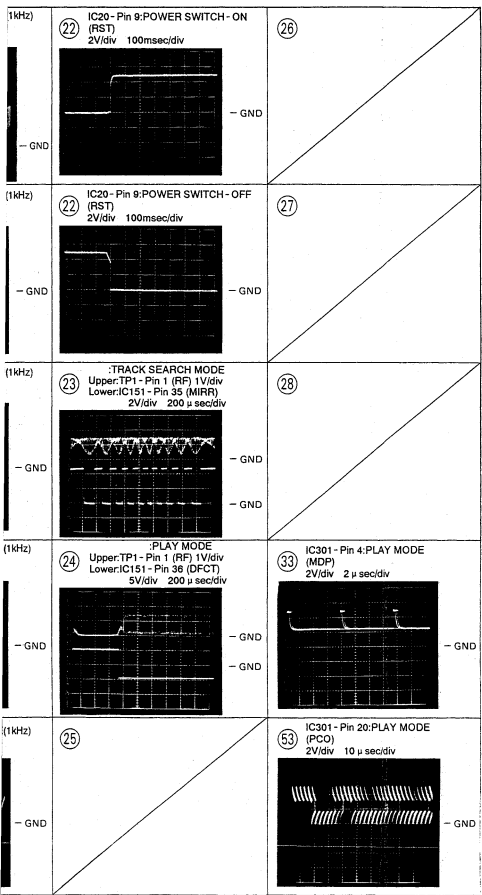 1kHz)
22
IC20-Pin 9:POWER SWITCH-ON
(RST)
2V/div 100msec/div
GND
GND
26
(1kHz)
22
IC20-Pin 9:POWER SWITCH-OFF
(RST)
2V/div 100msec/div
GND
GND
27
(1kHz)
23
:TRACK SEARCH MODE
Upper:TP1-Pin 1 (RF) 1V/div
Lower:IC151-Pin 35 (MIRR)
2V/div 200 μ sec/div
GND
GND
GND
28
(1kHz)
24
:PLAY MODE
Upper:TP1-Pin 1 (RF) 1V/div
Lower:IC151-Pin 36 (DFCT)
5V/div 200 μ sec/div
GND
GND
GND
33
IC301-Pin 4:PLAY MODE
(MDP)
2V/div 2 μ sec/div
GND
(1kHz)
GND
25
53
IC301-Pin 20:PLAY MODE
(PCO)
2V/div 10 μ sec/div
GND